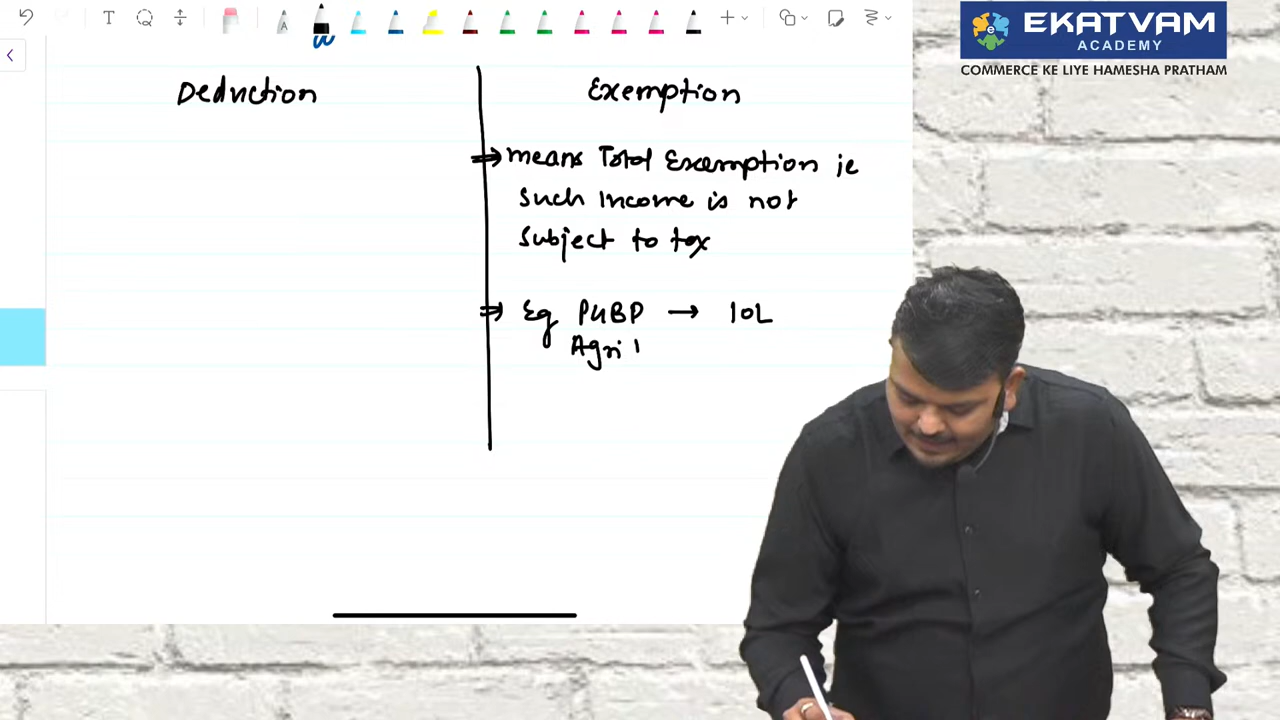 EKATVAM
ACADEMY
COMMERCE KE LIYE HAMESHA PRATHAM
Deduction
Exemption
⇒ means Total Exemption ie
Such Income is not
Subject to tax
⇒ Eg PGBP → 10L
Agri I